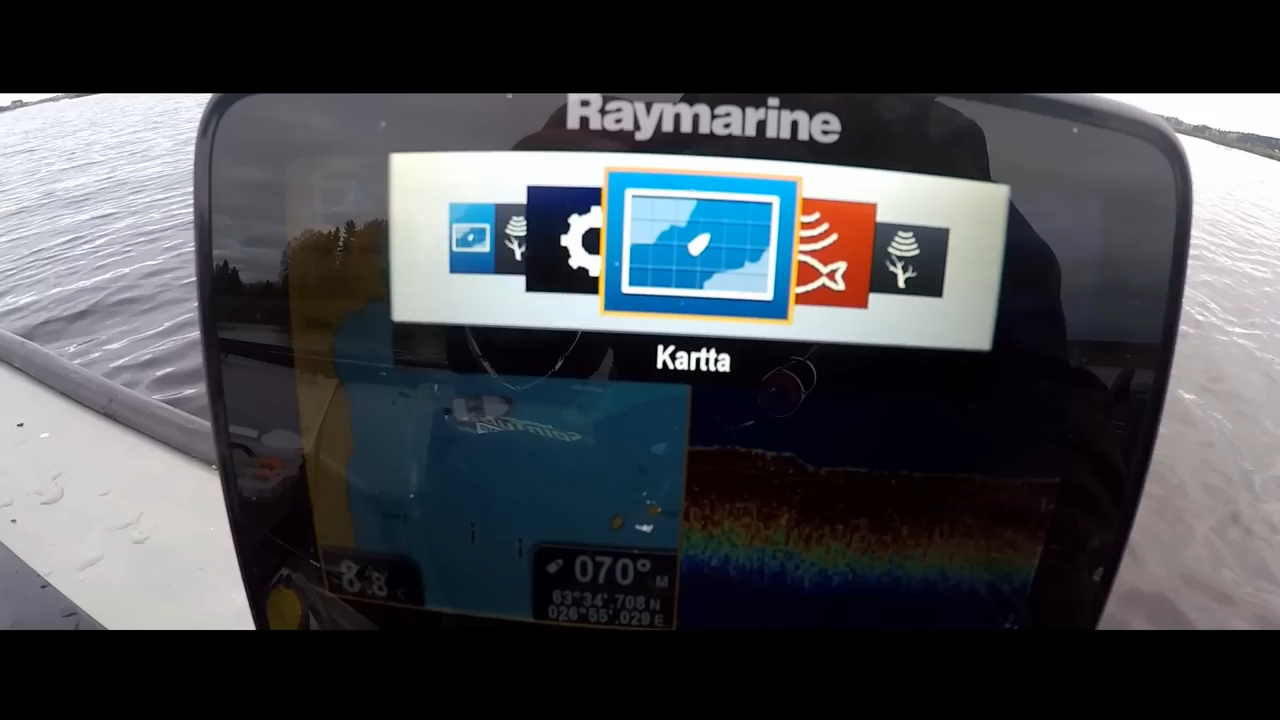 Raymarine
Kartta
8.8 c
070° M
63°34'.708 N
026°55'.029 E